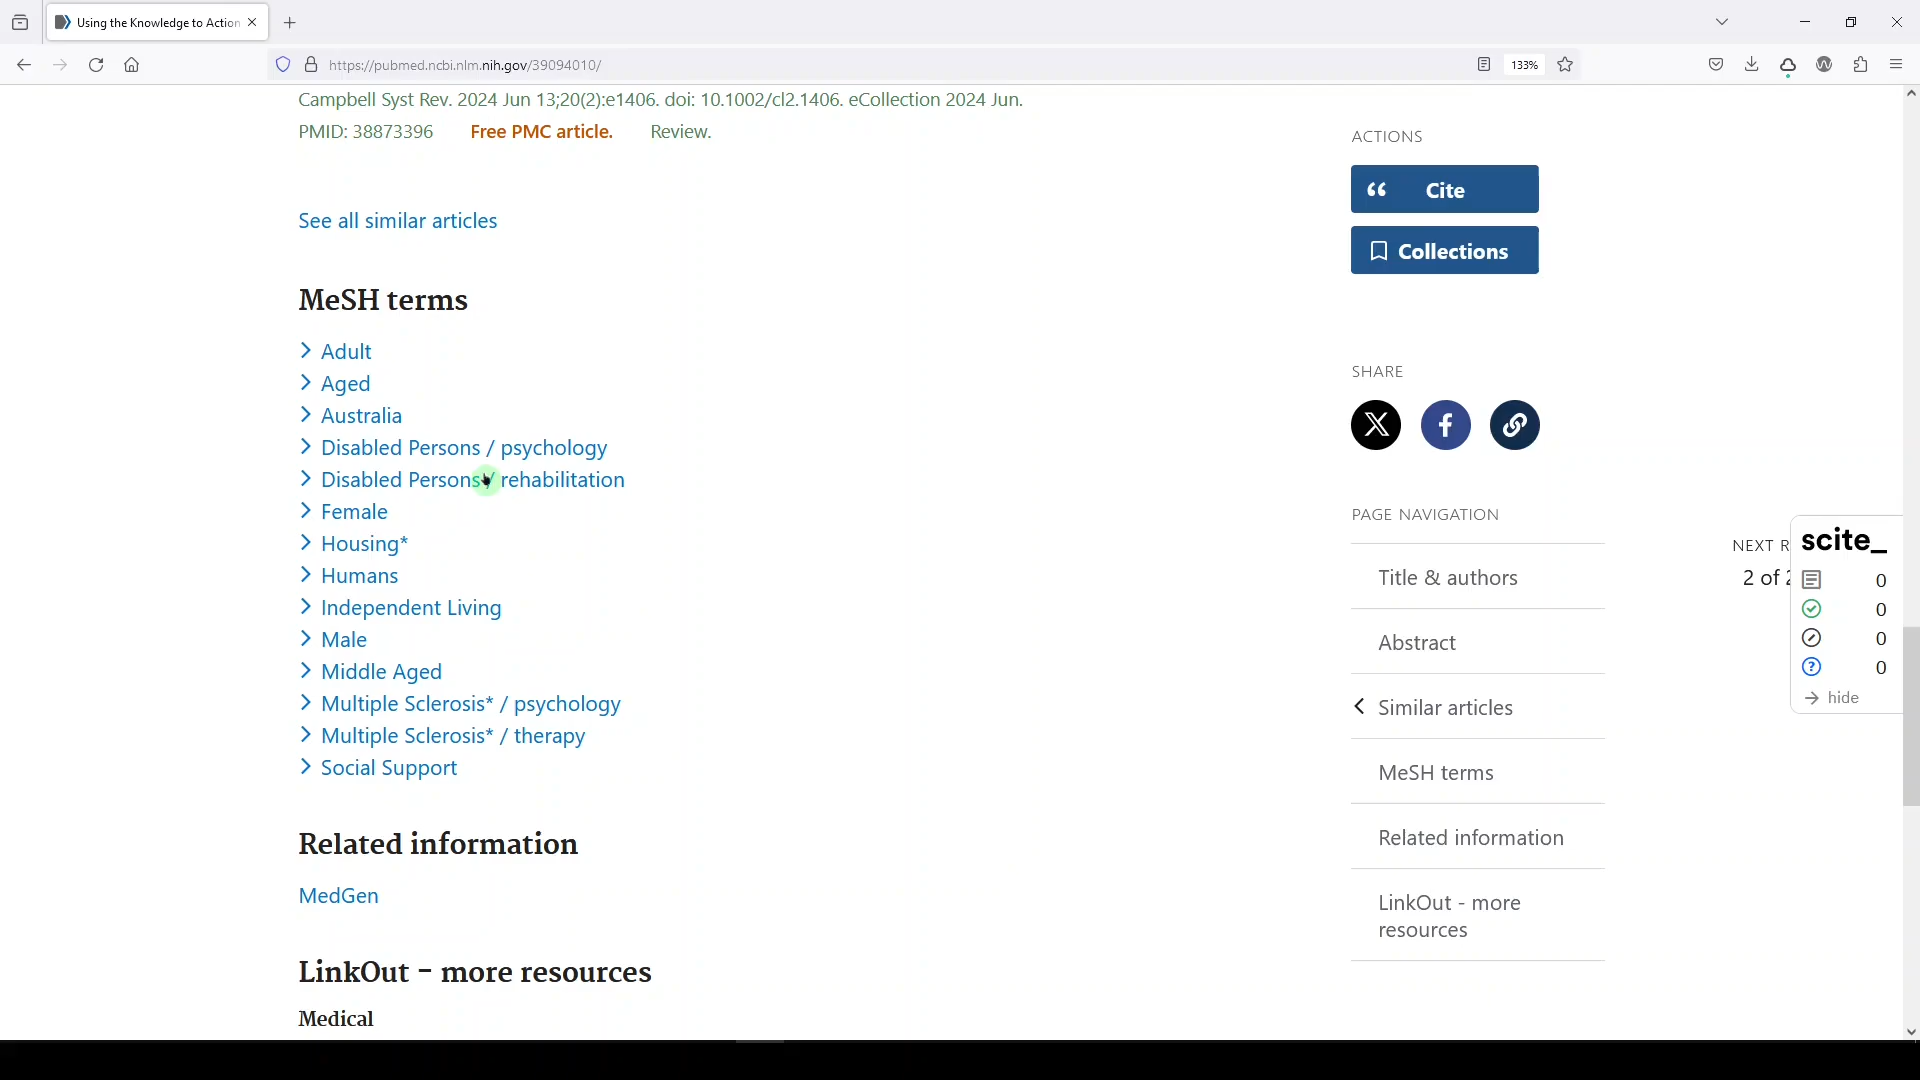 Using the Knowledge to Action
https://pubmed.ncbi.nlm.nih.gov/39094010/
133%
Campbell Syst Rev. 2024 Jun 13;20(2):e1406. doi: 10.1002/cl2.1406. eCollection 2024 Jun.
PMID: 38873396 Free PMC article. Review.
See all similar articles
MeSH terms
Adult
Aged
Australia
Disabled Persons / psychology
Disabled Persons / rehabilitation
Female
Housing*
Humans
Independent Living
Male
Middle Aged
Multiple Sclerosis* / psychology
Multiple Sclerosis* / therapy
Social Support
Related information
MedGen
LinkOut - more resources
Medical
ACTIONS
Cite
Collections
SHARE
PAGE NAVIGATION
Title & authors
Abstract
Similar articles
MeSH terms
Related information
LinkOut - more
resources
NEXT R
2 of 2
scite_
0
0
0
0
hide